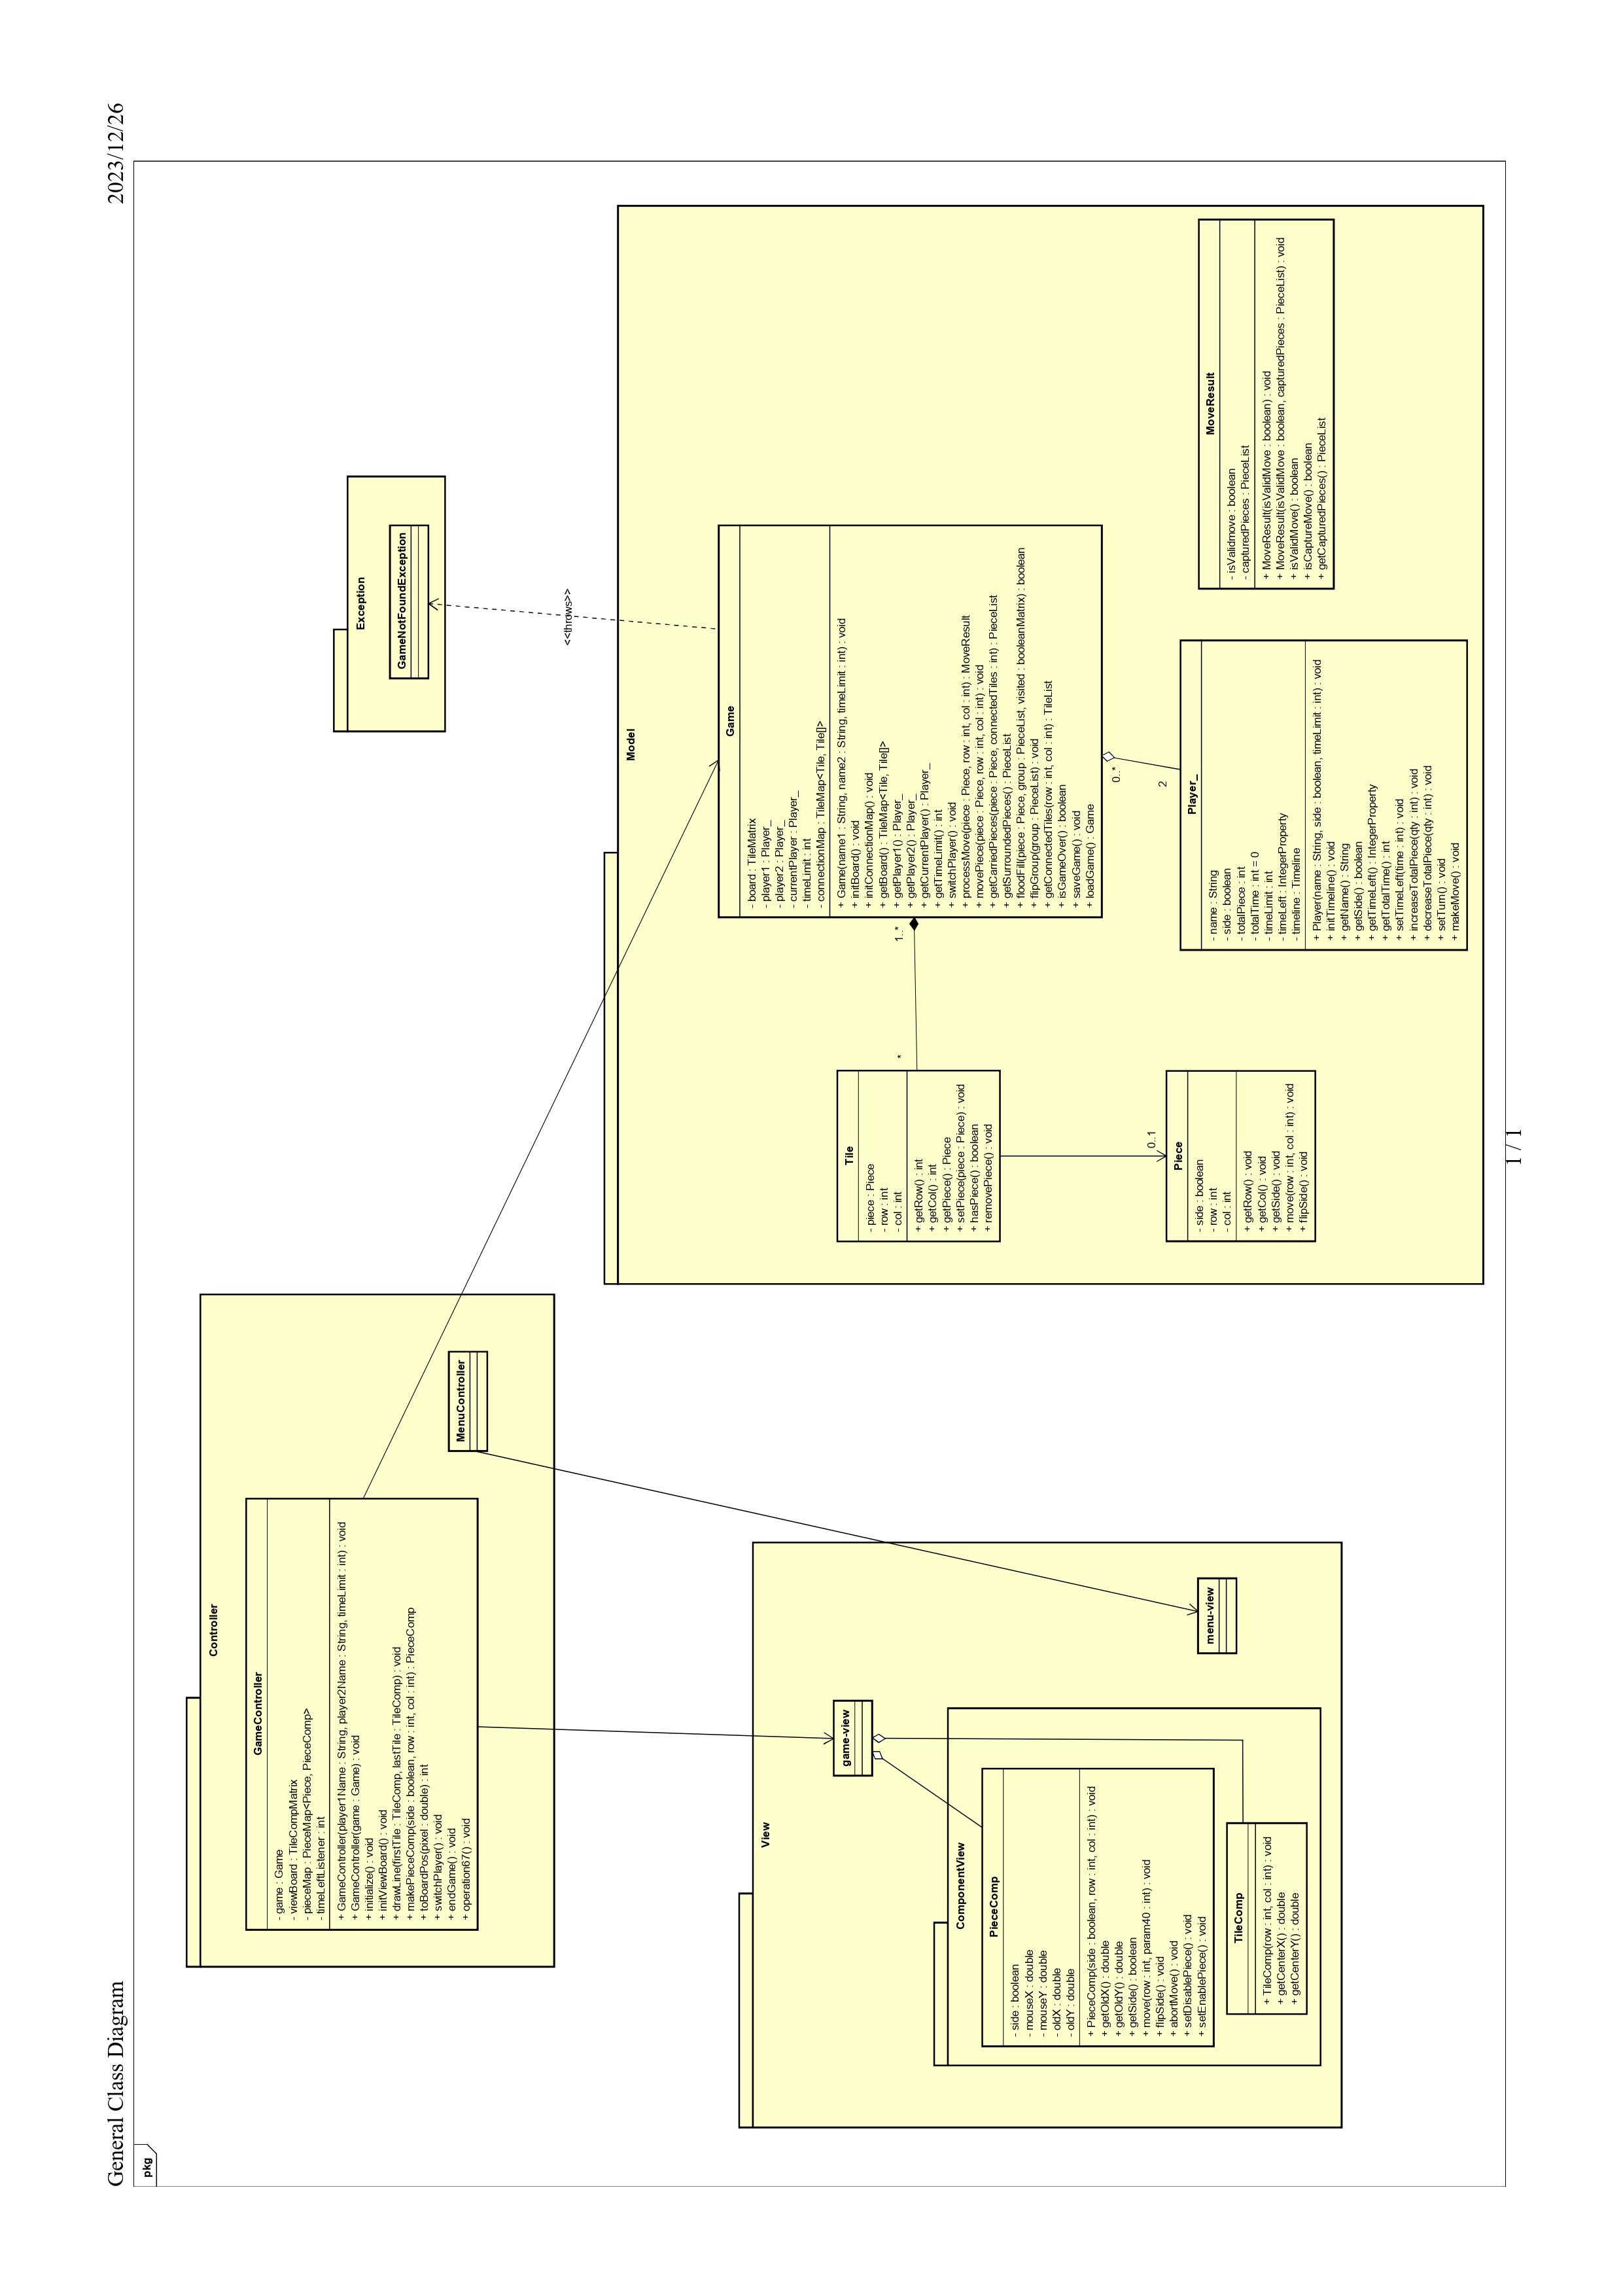 General Class Diagram
2023/12/26
pkg
Controller
GameController
- game : Game
- viewBoard : TileCompMatrix
- pieceMap : PieceMap<Piece, PieceComp>
- timeLeftListener : int
+ GameController(player1Name : String, player2Name : String, timeLimit : int) : void
+ GameController(game : Game) : void
+ initialize() : void
+ initViewBoard() : void
+ drawLine(firstTile : TileComp, lastTile : TileComp) : void
+ makePieceComp(side : boolean, row : int, col : int) : PieceComp
+ toBoardPos(pixel : double) : int
+ switchPlayer() : void
+ endGame() : void
+ operation67() : void
MenuController
Exception
GameNotFoundException
<<throws>>
Model
Game
- board : TileMatrix
- player1 : Player_
- player2 : Player_
- currentPlayer : Player_
- timeLimit : int
- connectionMap : TileMap<Tile, Tile[]>
+ Game(name1 : String, name2 : String, timeLimit : int) : void
+ initBoard() : void
+ initConnectionMap() : void
+ getBoard() : TileMap<Tile, Tile[]>
+ getPlayer1() : Player_
+ getPlayer2() : Player_
+ getCurrentPlayer() : Player_
+ getTimeLimit() : int
+ switchPlayer() : void
+ processMove(piece : Piece, row : int, col : int) : MoveResult
+ movePiece(piece : Piece, row : int, col : int) : void
+ getCarriedPieces(piece : Piece, connectedTiles : int) : PieceList
+ getSurroundedPieces() : PieceList
+ floodFill(piece : Piece, group : PieceList, visited : booleanMatrix) : boolean
+ flipGroup(group : PieceList) : void
+ getConnectedTiles(row : int, col : int) : TileList
+ isGameOver() : boolean
+ saveGame() : void
+ loadGame() : Game
Tile
- piece : Piece
- row : int
- col : int
+ getRow() : int
+ getCol() : int
+ getPiece() : Piece
+ setPiece(piece : Piece) : void
+ hasPiece() : boolean
+ removePiece() : void
*
1..*
0..1
0..*
2
Piece
- side : boolean
- row : int
- col : int
+ getRow() : void
+ getCol() : void
+ getSide() : void
+ move(row : int, col : int) : void
+ flipSide() : void
Player_
- name : String
- side : boolean
- totalPiece : int
- totalTime : int = 0
- timeLimit : int
- timeLeft : IntegerProperty
- timeline : Timeline
+ Player(name : String, side : boolean, timeLimit : int) : void
+ initTimeline() : void
+ getName() : String
+ getSide() : boolean
+ getTimeLeft() : IntegerProperty
+ getTotalTime() : int
+ setTimeLeft(time : int) : void
+ increaseTotalPiece(qty : int) : void
+ decreaseTotalPiece(qty : int) : void
+ setTurn() : void
+ makeMove() : void
MoveResult
- isValidmove : boolean
- capturedPieces : PieceList
+ MoveResult(isValidMove : boolean) : void
+ MoveResult(isValidMove : boolean, capturedPieces : PieceList) : void
+ isValidMove() : boolean
+ isCaptureMove() : boolean
+ getCapturedPieces() : PieceList
View
game-view
ComponentView
PieceComp
- side : boolean
- mouseX : double
- mouseY : double
- oldX : double
- oldY : double
+ PieceComp(side : boolean, row : int, col : int) : void
+ getOldX() : double
+ getOldY() : double
+ getSide() : boolean
+ move(row : int, param40 : int) : void
+ flipSide() : void
+ abortMove() : void
+ setDisablePiece() : void
+ setEnablePiece() : void
TileComp
+ TileComp(row : int, col : int) : void
+ getCenterX() : double
+ getCenterY() : double
menu-view
1 / 1